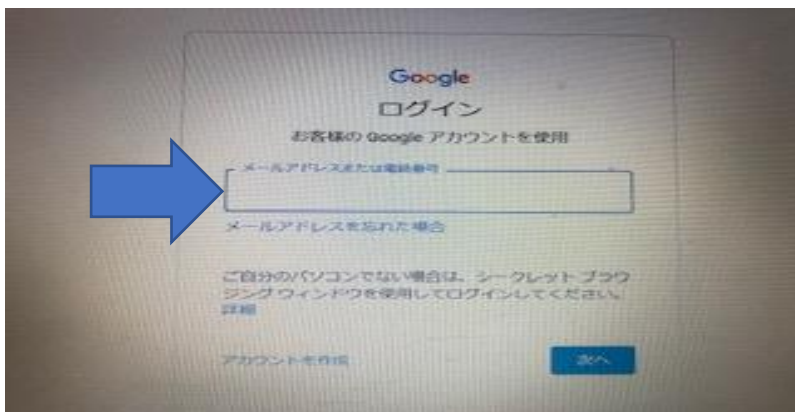 Google
ログイン
お客様の Google アカウントを使用
メールアドレスまたは電話番号
メールアドレスを忘れた場合
ご自分のパソコンでない場合は、シークレット ブラウ
ジング ウィンドウを使用してログインしてください。
詳細
アカウントを作成
次へ